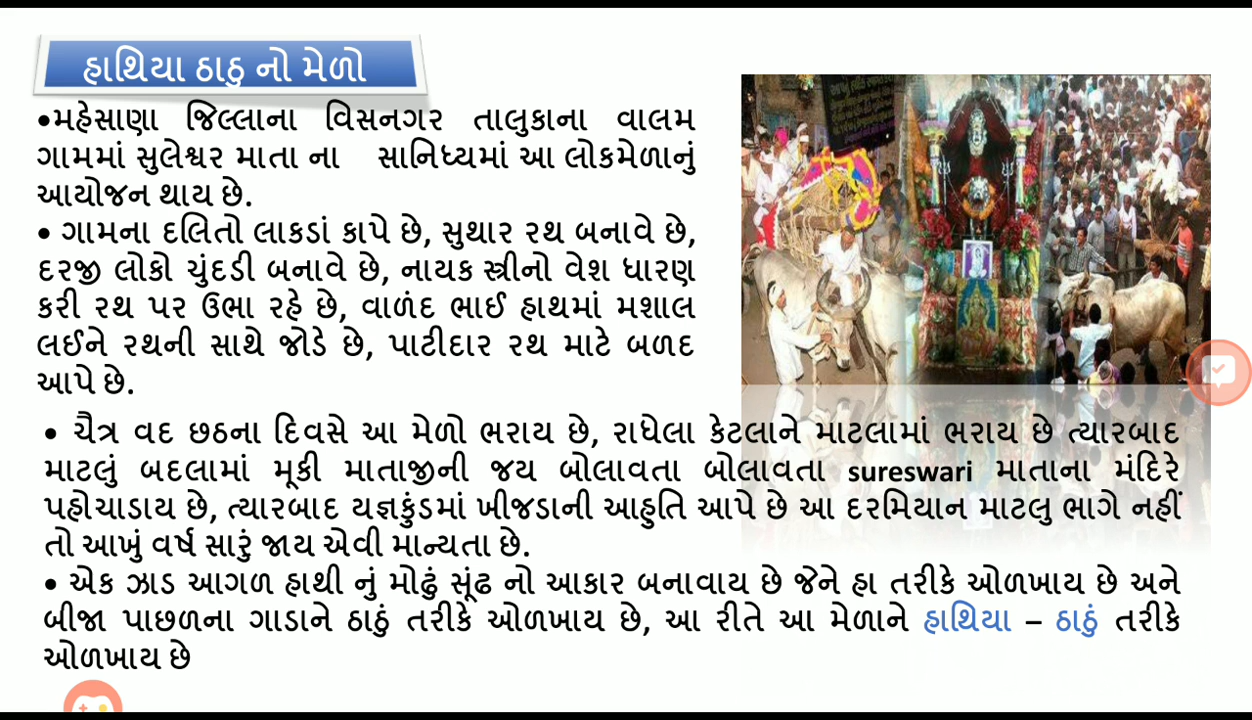 હાથિયા ઠાઠુ નો મેળો
•મહેસાણા જિલ્લાના વિસનગર તાલુકાના વાલમ
ગામમાં સુલેશ્વર માતા ના સાનિધ્યમાં આ લોકમેળાનું
આયોજન થાય છે.
• ગામના દલિતો લાકડાં કાપે છે, સુથાર રથ બનાવે છે,
દરજી લોકો ચુંદડી બનાવે છે, નાયક સ્ત્રીનો વેશ ધારણ
કરી રથ પર ઉભા રહે છે, વાળંદ ભાઈ હાથમાં મશાલ
લઈને રથની સાથે જોડે છે, પાટીદાર રથ માટે બળદ
આપે છે.
• ચૈત્ર વદ છઠના દિવસે આ મેળો ભરાય છે, રાધેલા કેટલાને માટલામાં ભરાય છે ત્યારબાદ
માટલું બદલામાં મૂકી માતાજીની જય બોલાવતા બોલાવતા sureswari માતાના મંદિરે
પહોચાડાય છે, ત્યારબાદ યજ્ઞકુંડમાં ખીજડાની આહુતિ આપે છે આ દરમિયાન માટલુ ભાગે નહીં
તો આખું વર્ષ સારું જાય એવી માન્યતા છે.
• એક ઝાડ આગળ હાથી નું મોઢું સૂંઢ નો આકાર બનાવાય છે જેને હા તરીકે ઓળખાય છે અને
બીજા પાછળના ગાડાને ઠાઠું તરીકે ઓળખાય છે, આ રીતે આ મેળાને હાથિયા – ઠાઠું તરીકે
ઓળખાય છે